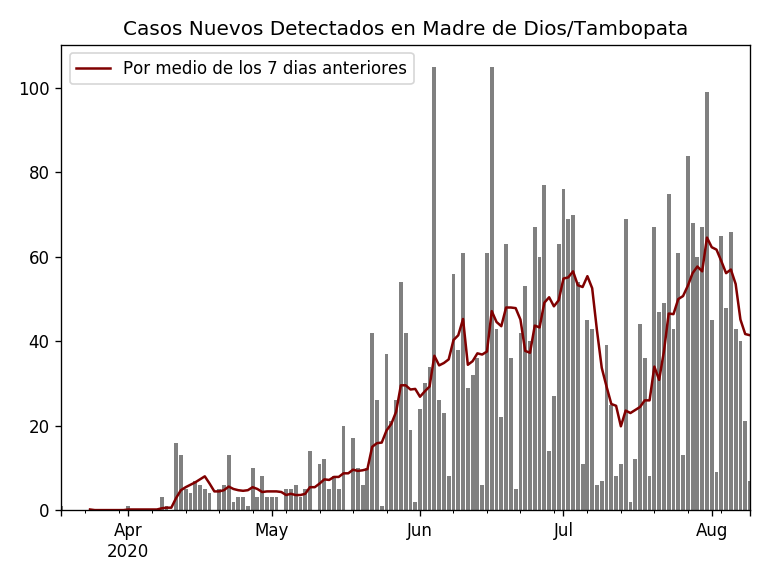 Casos Nuevos Detectados en Madre de Dios/Tambopata
Por medio de los 7 dias anteriores
100
80
60
40
20
0
Apr
2020
May
Jun
Jul
Aug